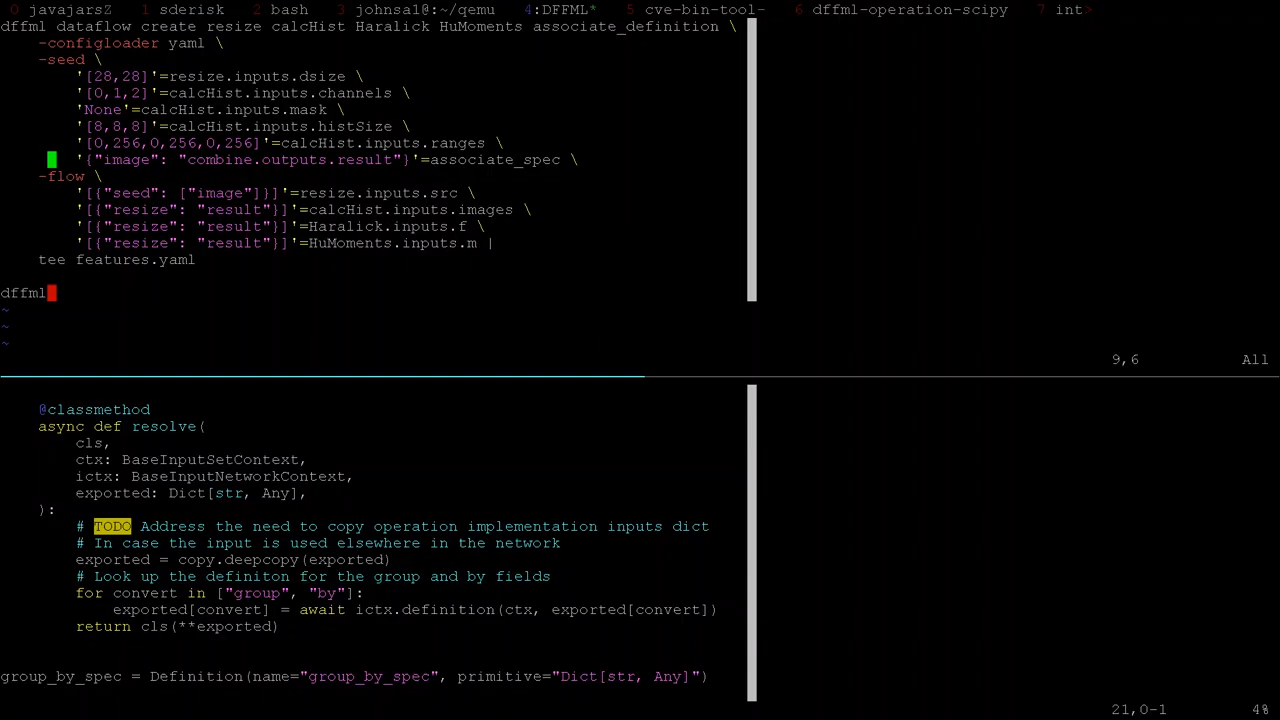 0 javajarsZ  1 sderisk  2 bash  3 johnsa1@:~/qemu  4:DFFML*  5 cve-bin-tool-  6 dffml-operation-scipy  7 int>
dffml dataflow create resize calcHist Haralick HuMoments associate_definition \
    -configloader yaml \
    -seed \
        '[28,28]'=resize.inputs.dsize \
        '[0,1,2]'=calcHist.inputs.channels \
        'None'=calcHist.inputs.mask \
        '[8,8,8]'=calcHist.inputs.histSize \
        '[0,256,0,256,0,256]'=calcHist.inputs.ranges \
        '{"image": "combine.outputs.result"}'=associate_spec \
    -flow \
        '[{"seed": ["image"]}]'=resize.inputs.src \
        '[{"resize": "result"}]'=calcHist.inputs.images \
        '[{"resize": "result"}]'=Haralick.inputs.f \
        '[{"resize": "result"}]'=HuMoments.inputs.m |
    tee features.yaml
dffml
~
~
~
9,6 All
    @classmethod
    async def resolve(
        cls,
        ctx: BaseInputSetContext,
        ictx: BaseInputNetworkContext,
        exported: Dict[str, Any],
    ):
        # TODO Address the need to copy operation implementation inputs dict
        # In case the input is used elsewhere in the network
        exported = copy.deepcopy(exported)
        # Look up the definiton for the group and by fields
        for convert in ["group", "by"]:
            exported[convert] = await ictx.definition(ctx, exported[convert])
        return cls(**exported)
group_by_spec = Definition(name="group_by_spec", primitive="Dict[str, Any]")
21,0-1 4%